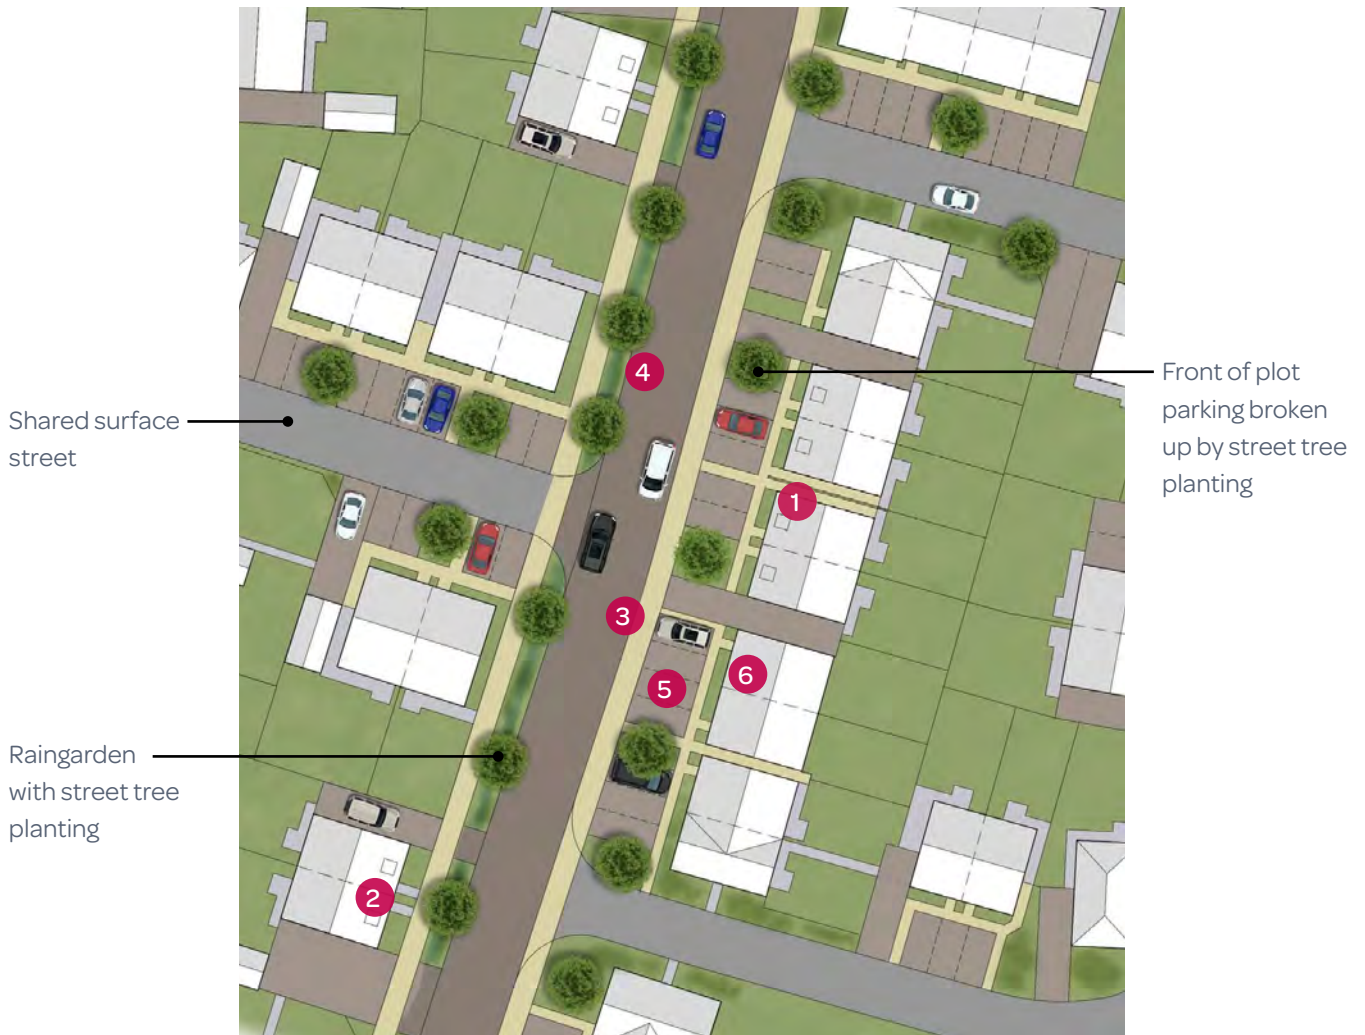 4
Front of plot
parking broken
up by street tree
planting
Shared surface
street
1
3
6
5
Raingarden
with street tree
planting
2